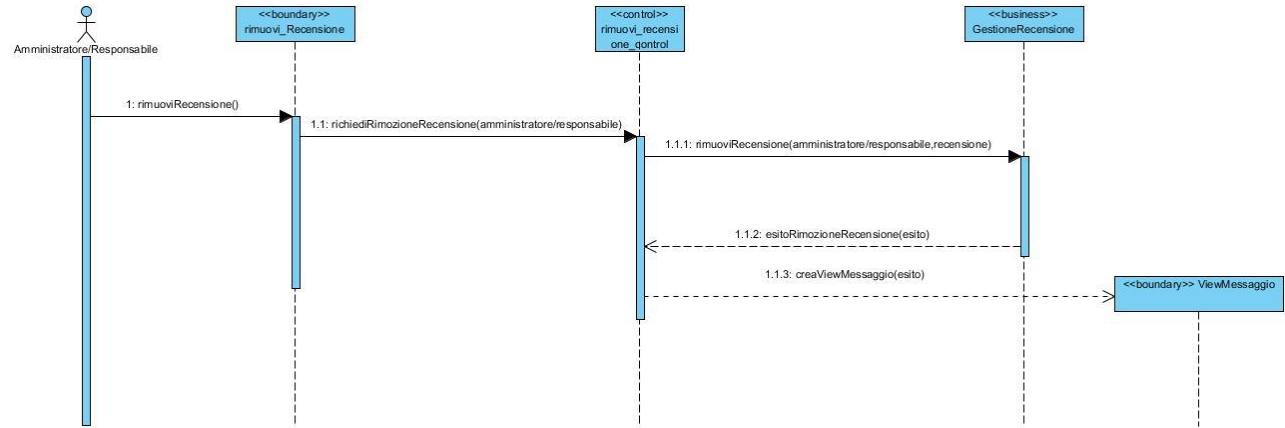 <<boundary>>
rimuovi_Recensione
<<control>>
rimuovi_recensi
one_qontrol
<<business>>
GestioneRecensione
Amministratore/Responsabile
1: rimuoviRecensione()
1.1: richiediRimozioneRecensione(amministratore/responsabile)
1.1.1: rimuoviRecensione(amministratore/responsabile,recensione)
1.1.2: esitoRimozioneRecensione(esito)
1.1.3: creaViewMessaggio(esito)
<<boundary>> ViewMessaggio